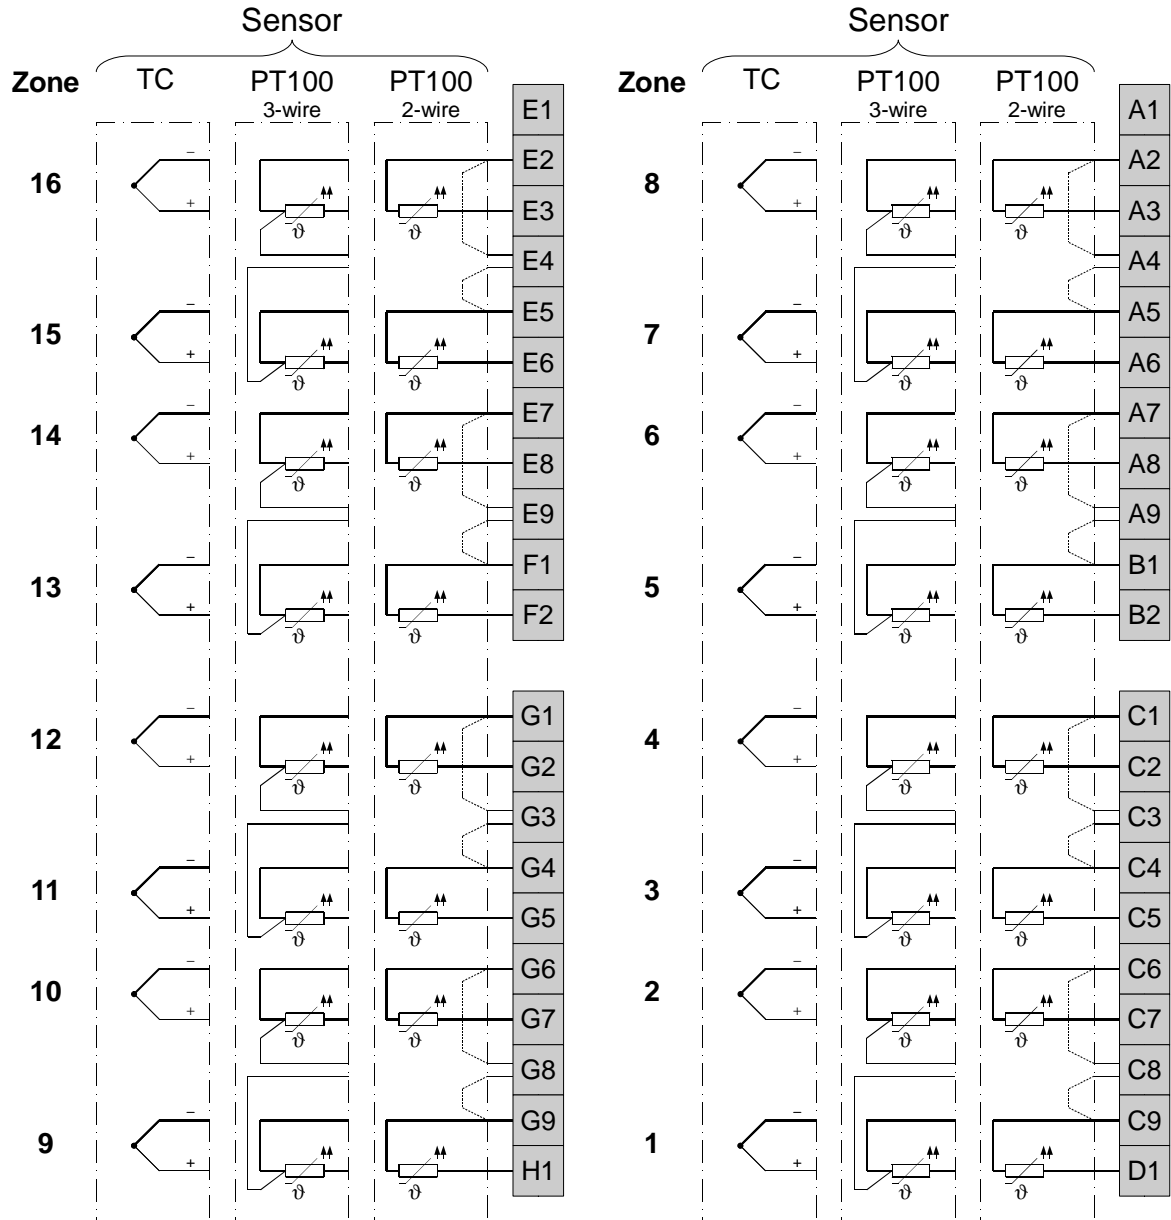 Sensor
Sensor
Zone TC PT100 PT100
3-wire 2-wire
Zone TC PT100 PT100
3-wire 2-wire
E1
− E2
16 + ϑ ϑ E3
E4
− E5
15 + ϑ ϑ E6
− E7
14 + ϑ ϑ E8
E9
− F1
13 + ϑ ϑ F2
− G1
12 + ϑ ϑ G2
G3
− G4
11 + ϑ ϑ G5
− G6
10 + ϑ ϑ G7
G8
− G9
9 + ϑ ϑ H1
A1
− A2
8 + ϑ ϑ A3
A4
− A5
7 + ϑ ϑ A6
− A7
6 + ϑ ϑ A8
A9
− B1
5 + ϑ ϑ B2
− C1
4 + ϑ ϑ C2
C3
− C4
3 + ϑ ϑ C5
− C6
2 + ϑ ϑ C7
C8
− C9
1 + ϑ ϑ D1